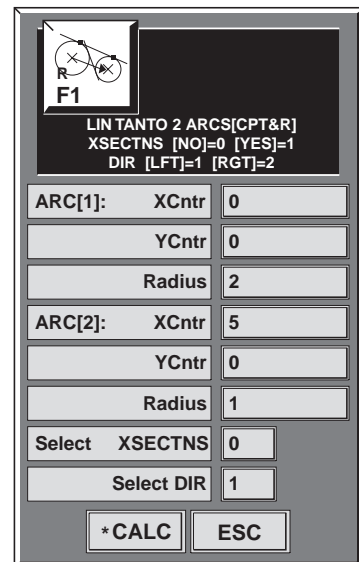 R
F1
LIN TANTO 2 ARCS[CPT&R]
XSECTNS [NO]=0 [YES]=1
DIR [LFT]=1 [RGT]=2
ARC[1]: XCntr 0
YCntr 0
Radius 2
ARC[2]: XCntr 5
YCntr 0
Radius 1
Select XSECTNS 0
Select DIR 1
*CALC ESC